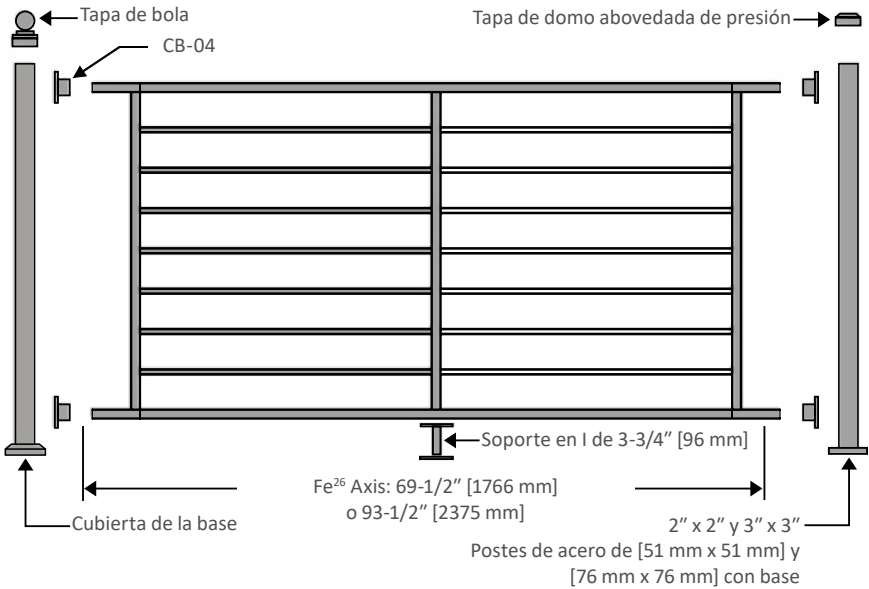 Tapa de bola
Tapa de domo abovedada de presión
CB-04
Soporte en I de 3-3/4” [96 mm]
Fe²⁶ Axis: 69-1/2” [1766 mm]
o 93-1/2” [2375 mm]
Cubierta de la base
2” x 2” y 3” x 3”
Postes de acero de [51 mm x 51 mm] y
[76 mm x 76 mm] con base